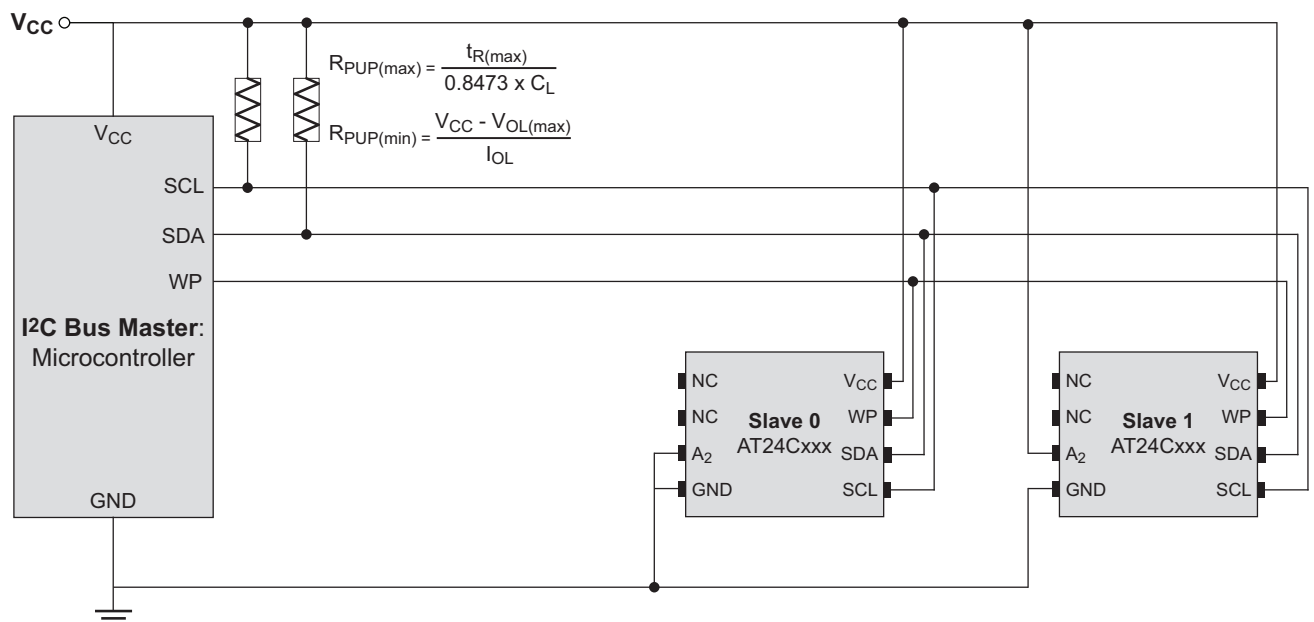 VCC
RPUP(max) = tR(max)
0.8473 x CL
RPUP(min) = VCC - VOL(max)
IOL
VCC
SCL
SDA
WP
I2C Bus Master:
Microcontroller
GND
NC
NC
A2
GND
Slave 0
AT24Cxxx
VCC
WP
SDA
SCL
NC
NC
A2
GND
Slave 1
AT24Cxxx
VCC
WP
SDA
SCL